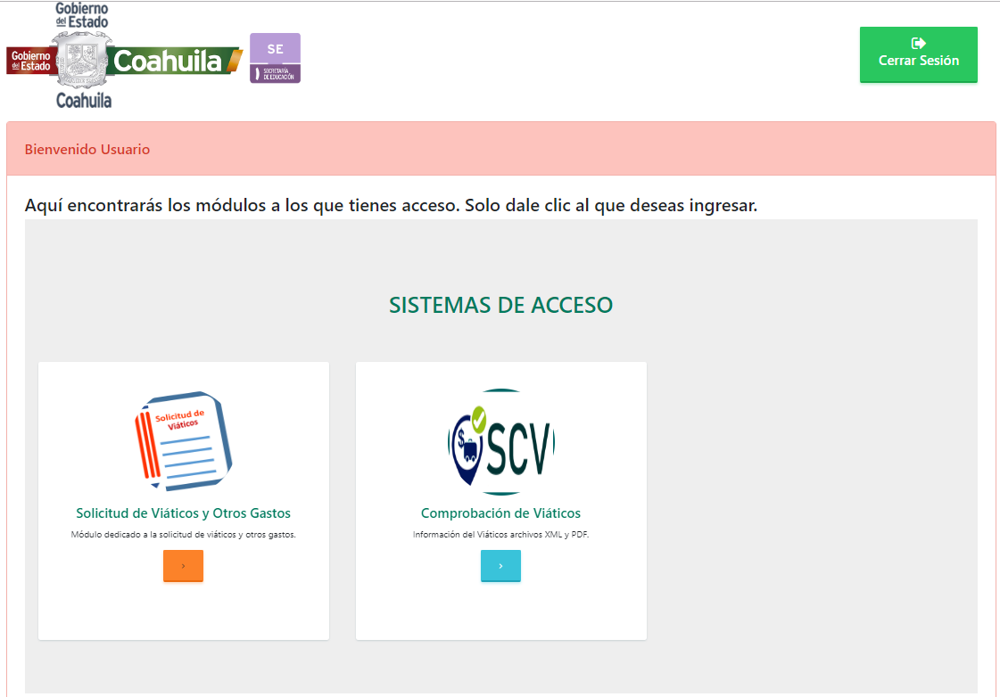 Gobierno
del Estado
Gobierno
del Estado
Coahuila
SE
SECRETARÍA
DE EDUCACIÓN
Coahuila
Cerrar Sesión
Bienvenido Usuario
Aquí encontrarás los módulos a los que tienes acceso. Solo dale clic al que deseas ingresar.
SISTEMAS DE ACCESO
Solicitud de
Viáticos
$
SCV
Solicitud de Viáticos y Otros Gastos
Módulo dedicado a la solicitud de viáticos y otros gastos.
Comprobación de Viáticos
Información del Viáticos archivos XML y PDF.